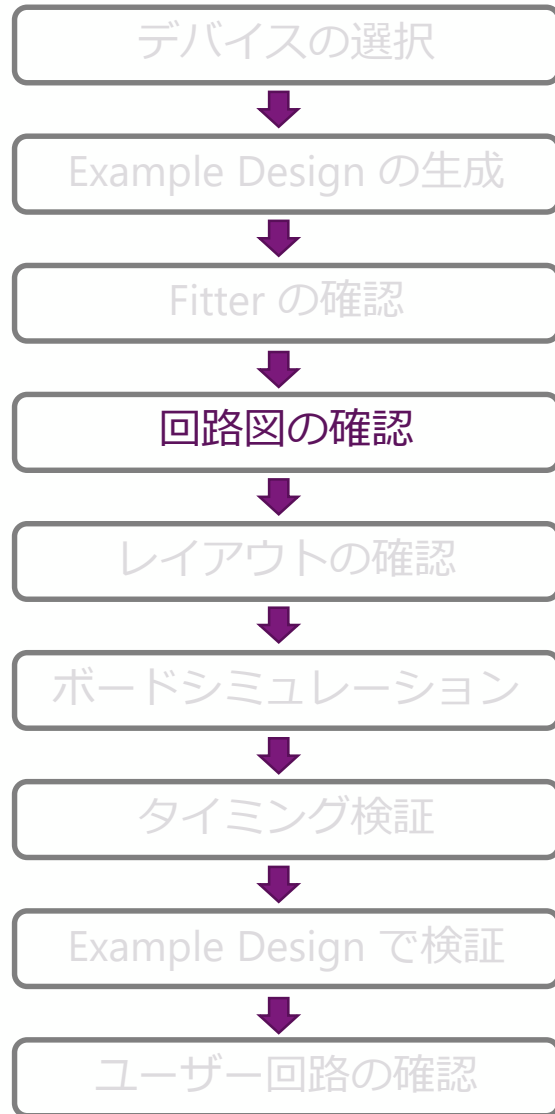 デバイスの選択
Example Design の生成
Fitter の確認
回路図の確認
レイアウトの確認
ボードシミュレーション
タイミング検証
Example Design で検証
ユーザー回路の確認